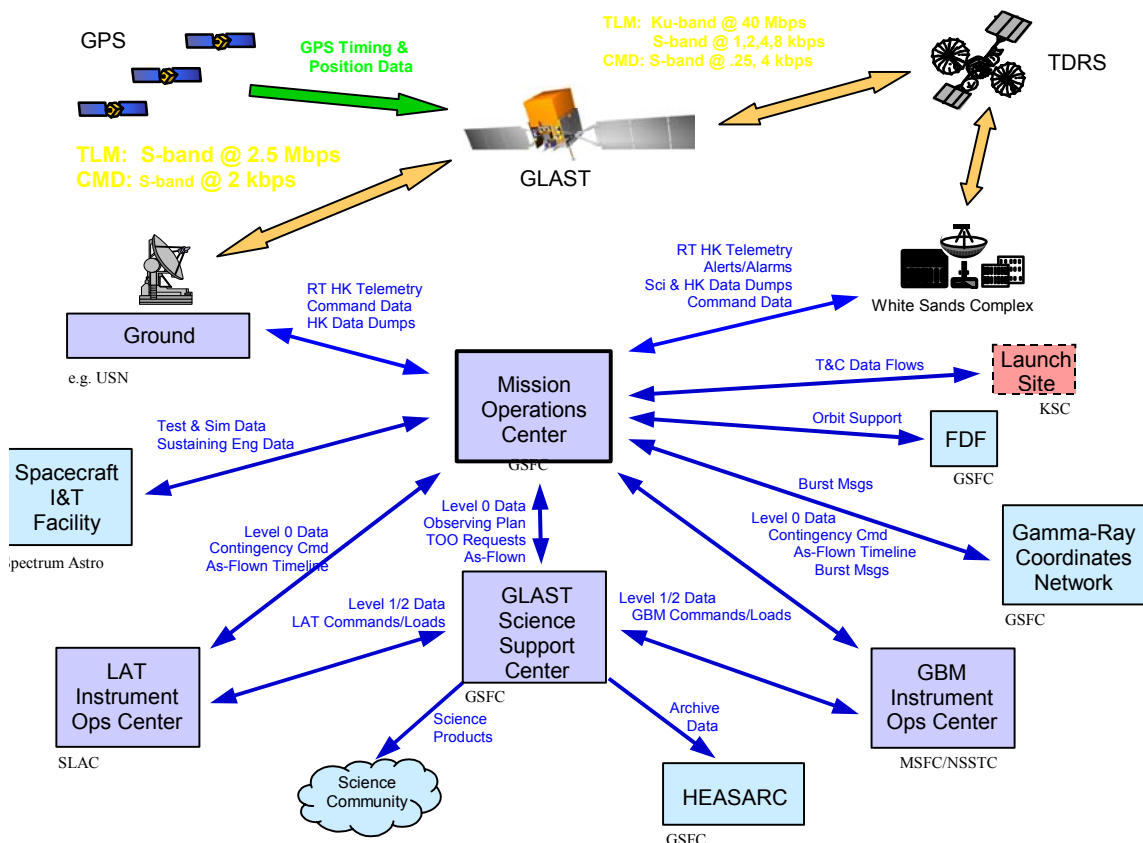 GPS
GPS Timing &
Position Data
TLM: Ku-band @ 40 Mbps
S-band @ 1,2,4,8 kbps
CMD: S-band @ .25, 4 kbps
TDRS
TLM: S-band @ 2.5 Mbps
CMD: S-band @ 2 kbps
GLAST
RT HK Telemetry
Command Data
HK Data Dumps
RT HK Telemetry
Alerts/Alarms
Sci & HK Data Dumps
Command Data
White Sands Complex
Ground
e.g. USN
Mission
Operations
Center
GSFC
T&C Data Flows
Launch
Site
KSC
Orbit Support
FDF
GSFC
Test & Sim Data
Sustaining Eng Data
Spacecraft
I&T
Facility
Spectrum Astro
Burst Msgs
Gamma-Ray
Coordinates
Network
GSFC
Level 0 Data
Contingency Cmd
As-Flown Timeline
Level 0 Data
Observing Plan
TOO Requests
As-Flown
Level 0 Data
Contingency Cmd
As-Flown Timeline
Burst Msgs
Level 1/2 Data
LAT Commands/Loads
GLAST
Science
Support
Center
GSFC
Level 1/2 Data
GBM Commands/Loads
LAT
Instrument
Ops Center
SLAC
GBM
Instrument
Ops Center
MSFC/NSSTC
Science
Products
Archive
Data
Science
Community
HEASARC
GSFC